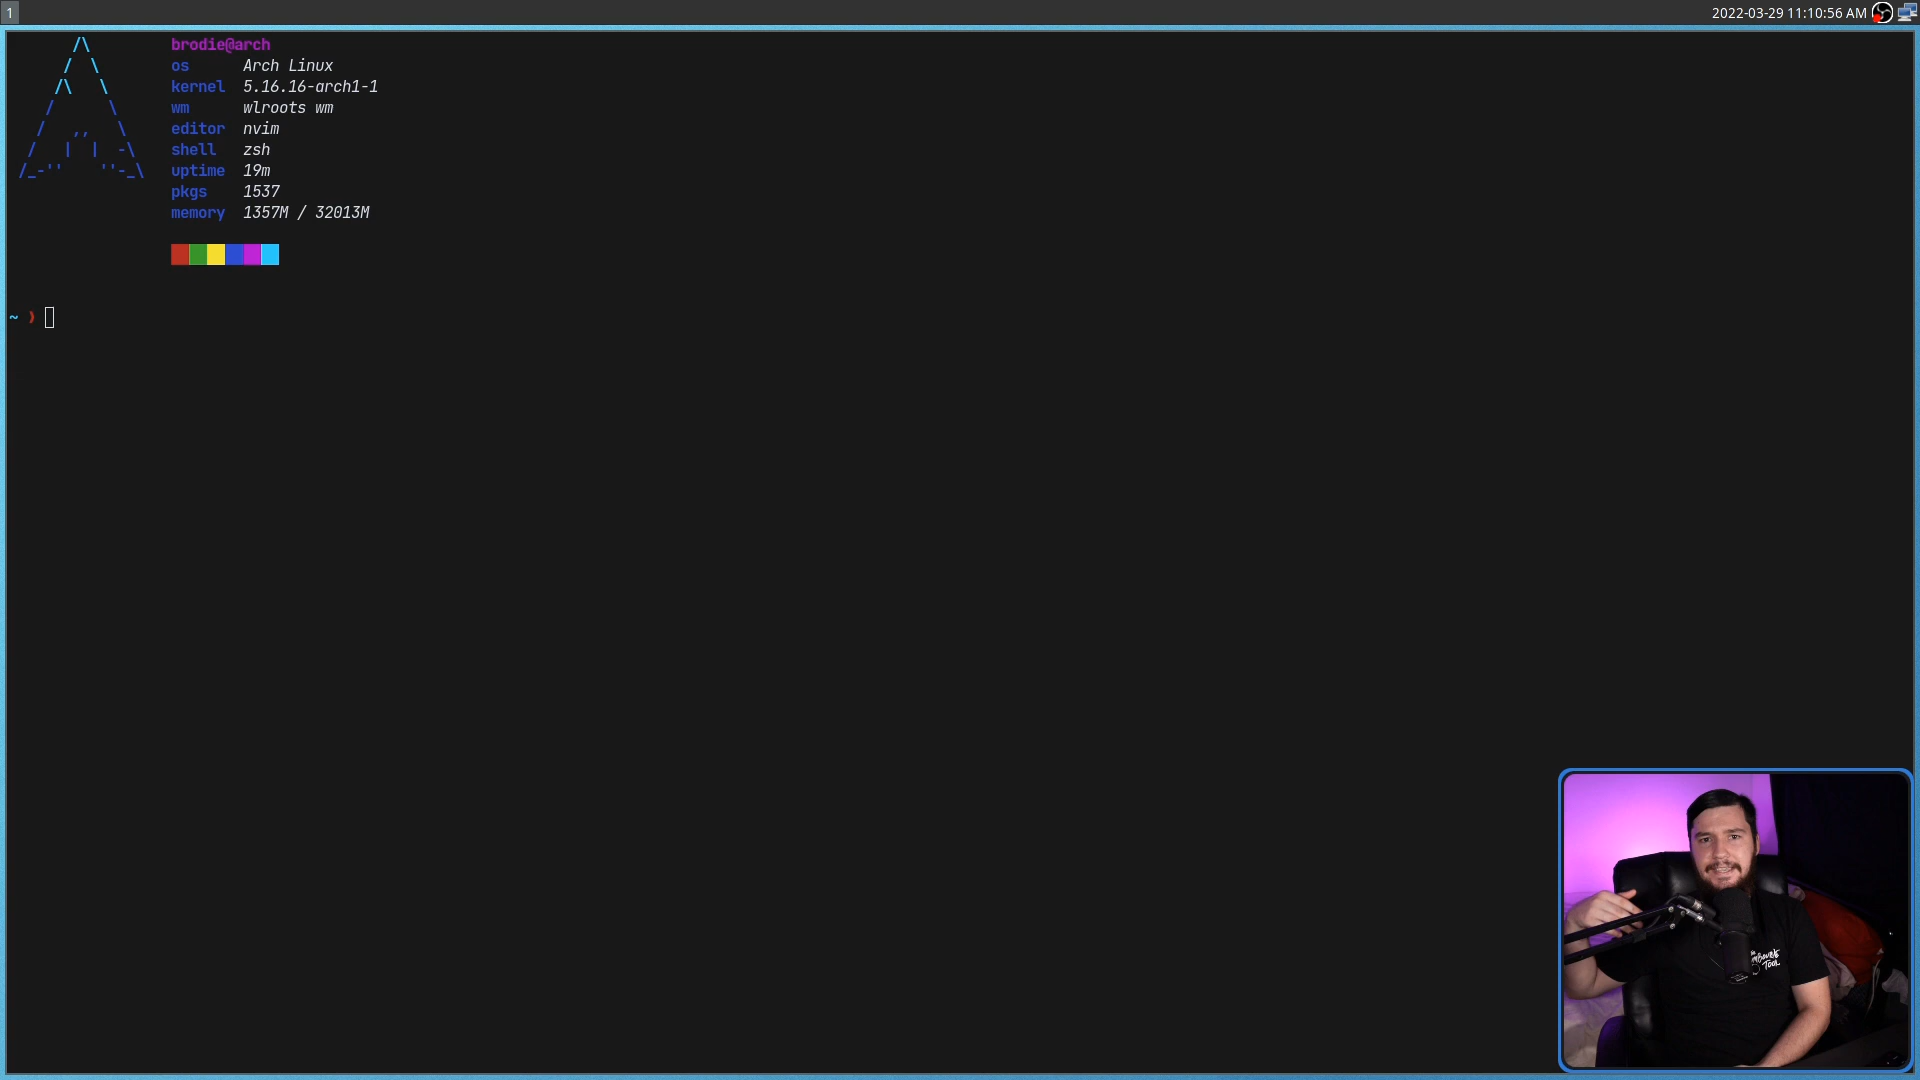 1
2022-03-29 11:10:56 AM
brodie@arch
os Arch Linux
kernel 5.16.16-arch1-1
wm wlroots wm
editor nvim
shell zsh
uptime 19m
pkgs 1537
memory 1357M / 32013M
~ )
TOOL